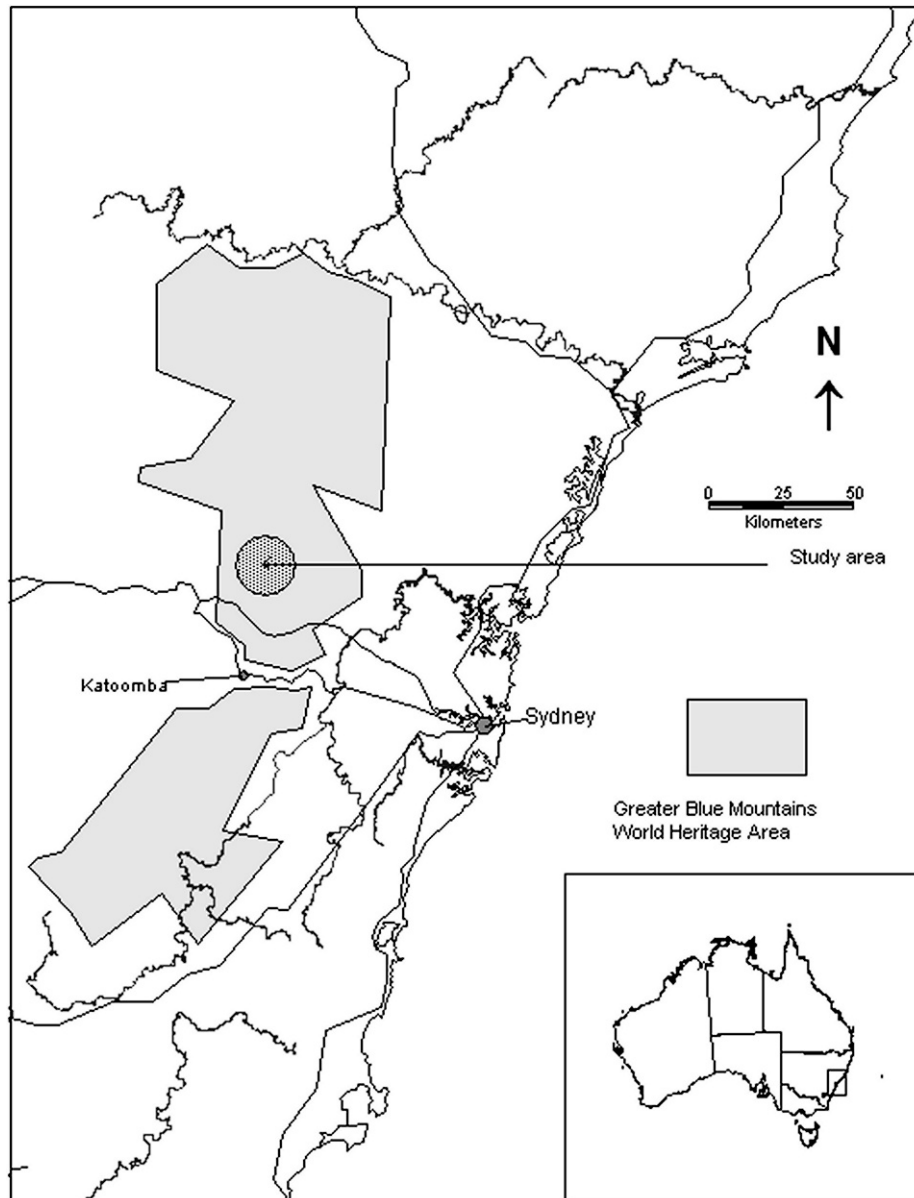 N
0 25 50
Kilometers
Study area
Katoomba
Sydney
Greater Blue Mountains
World Heritage Area